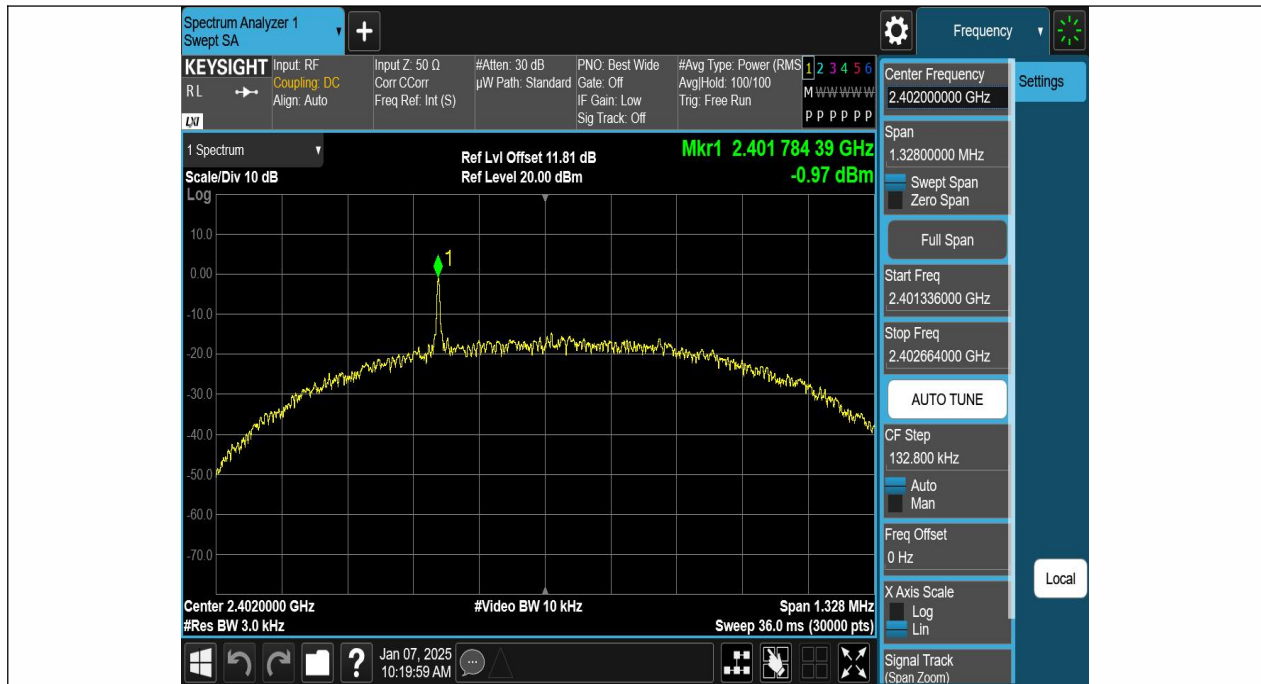 Spectrum Analyzer 1
Swept SA
+
Frequency
KEYSIGHT
RL
LXI
Input: RF
Coupling: DC
Align: Auto
Input Z: 50 Ω
Corr CCorr
Freq Ref: Int (S)
#Atten: 30 dB
µW Path: Standard
PNO: Best Wide
Gate: Off
IF Gain: Low
Sig Track: Off
#Avg Type: Power (RMS
Avg|Hold: 100/100
Trig: Free Run
1 2 3 4 5 6
M W W W W W
P P P P P P
1 Spectrum
Scale/Div 10 dB
Ref Lvl Offset 11.81 dB
Ref Level 20.00 dBm
Mkr1 2.401 784 39 GHz
-0.97 dBm
Log
10.0
0.00
-10.0
-20.0
-30.0
-40.0
-50.0
-60.0
-70.0
1
Center 2.4020000 GHz
#Res BW 3.0 kHz
#Video BW 10 kHz
Span 1.328 MHz
Sweep 36.0 ms (30000 pts)
Center Frequency
2.402000000 GHz
Span
1.32800000 MHz
Swept Span
Zero Span
Full Span
Start Freq
2.401336000 GHz
Stop Freq
2.402664000 GHz
AUTO TUNE
CF Step
132.800 kHz
Auto
Man
Freq Offset
0 Hz
X Axis Scale
Log
Lin
Signal Track
(Span Zoom)
Settings
Local
?
Jan 07, 2025
10:19:59 AM